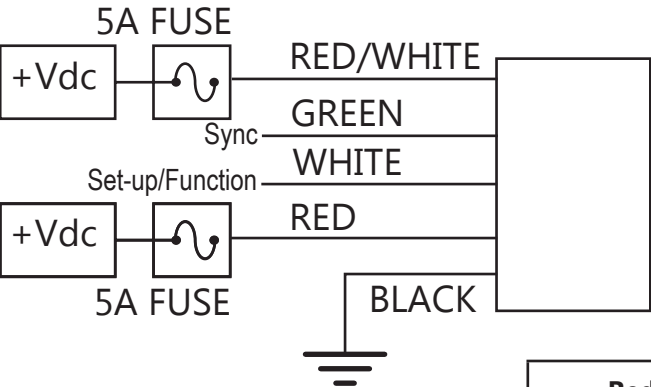 5A FUSE
+Vdc
RED/WHITE
GREEN
Sync
WHITE
Set-up/Function
+Vdc
RED
5A FUSE
BLACK